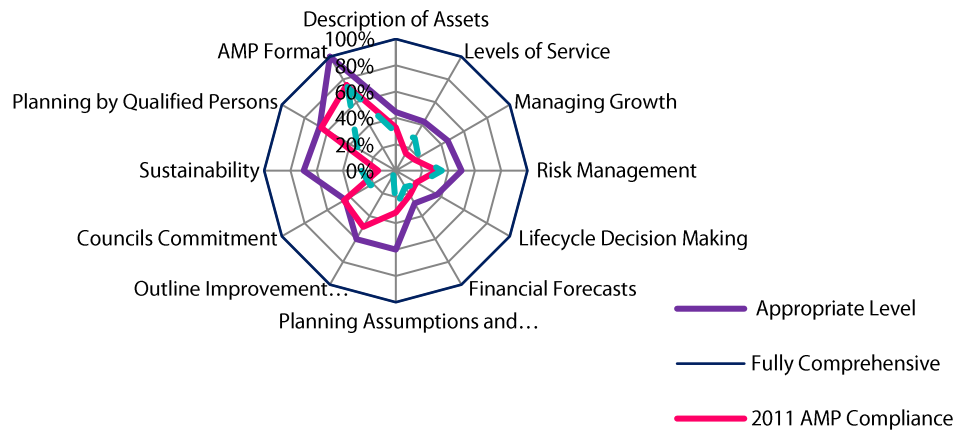 Description of Assets
100%
AMP Format
Levels of Service
80%
60%
Planning by Qualified Persons
Managing Growth
40%
20%
Sustainability
0%
Risk Management
Councils Commitment
Lifecycle Decision Making
Outline Improvement…
Financial Forecasts
Planning Assumptions and…
Appropriate Level
Fully Comprehensive
2011 AMP Compliance